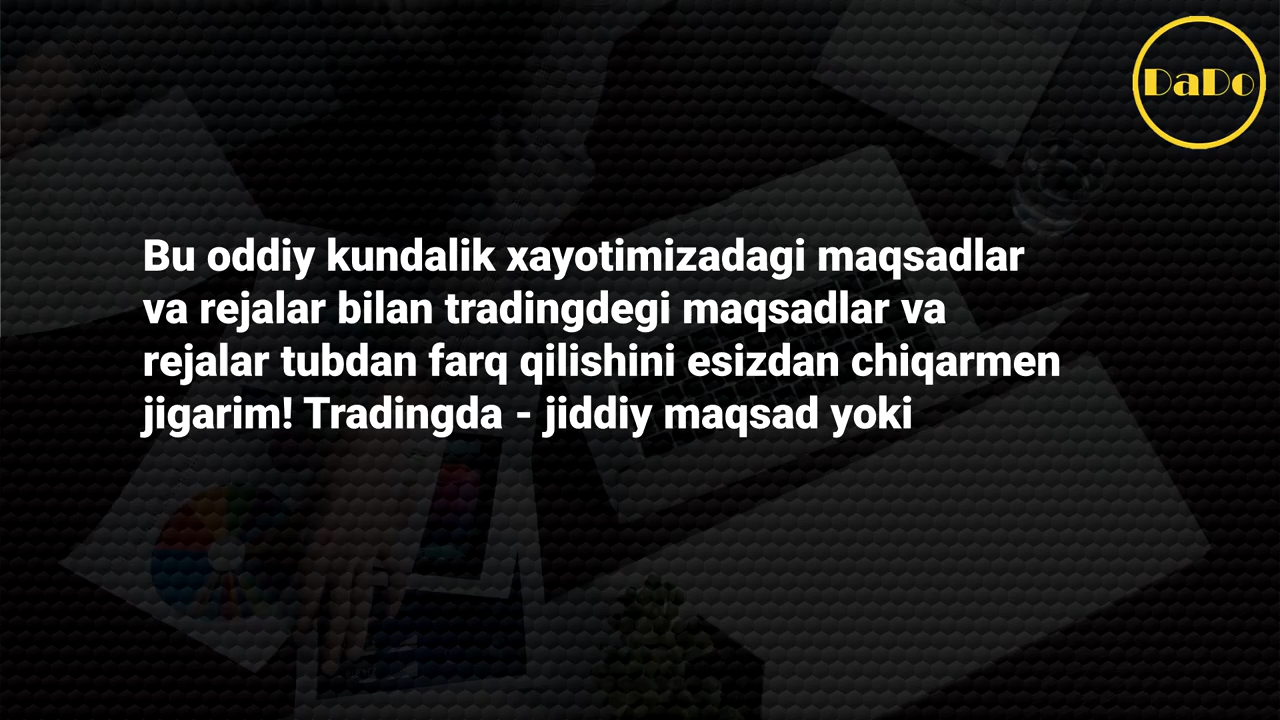 DaDo
Bu oddiy kundalik xayotimizadagi maqsadlar
va rejalar bilan tradingdegi maqsadlar va
rejalar tubdan farq qilishini esizdan chiqarmen
jigarim! Tradingda - jiddiy maqsad yoki